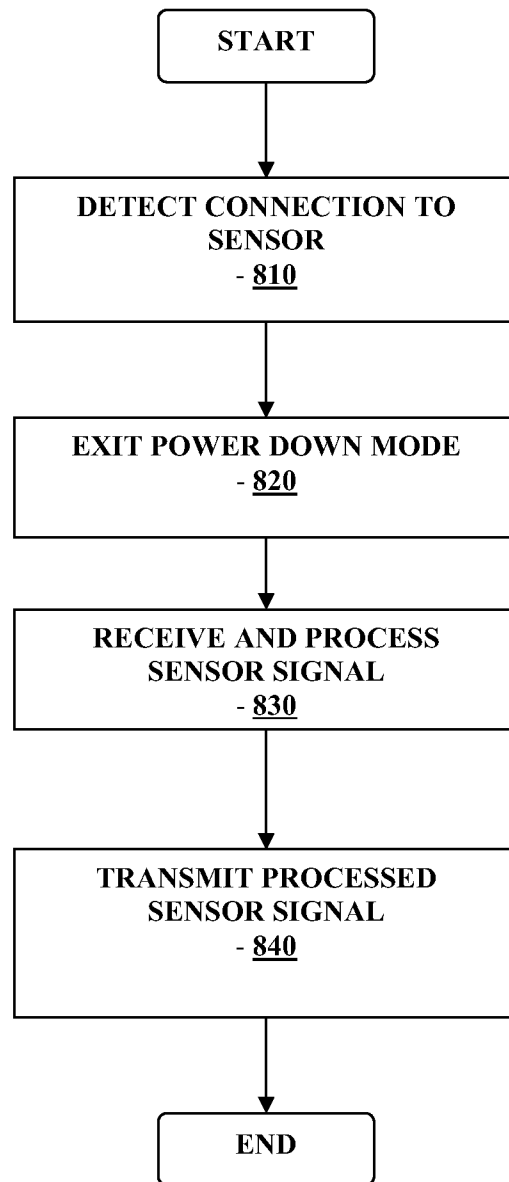 START
DETECT CONNECTION TO
SENSOR
- 810
EXIT POWER DOWN MODE
- 820
RECEIVE AND PROCESS
SENSOR SIGNAL
- 830
TRANSMIT PROCESSED
SENSOR SIGNAL
- 840
END